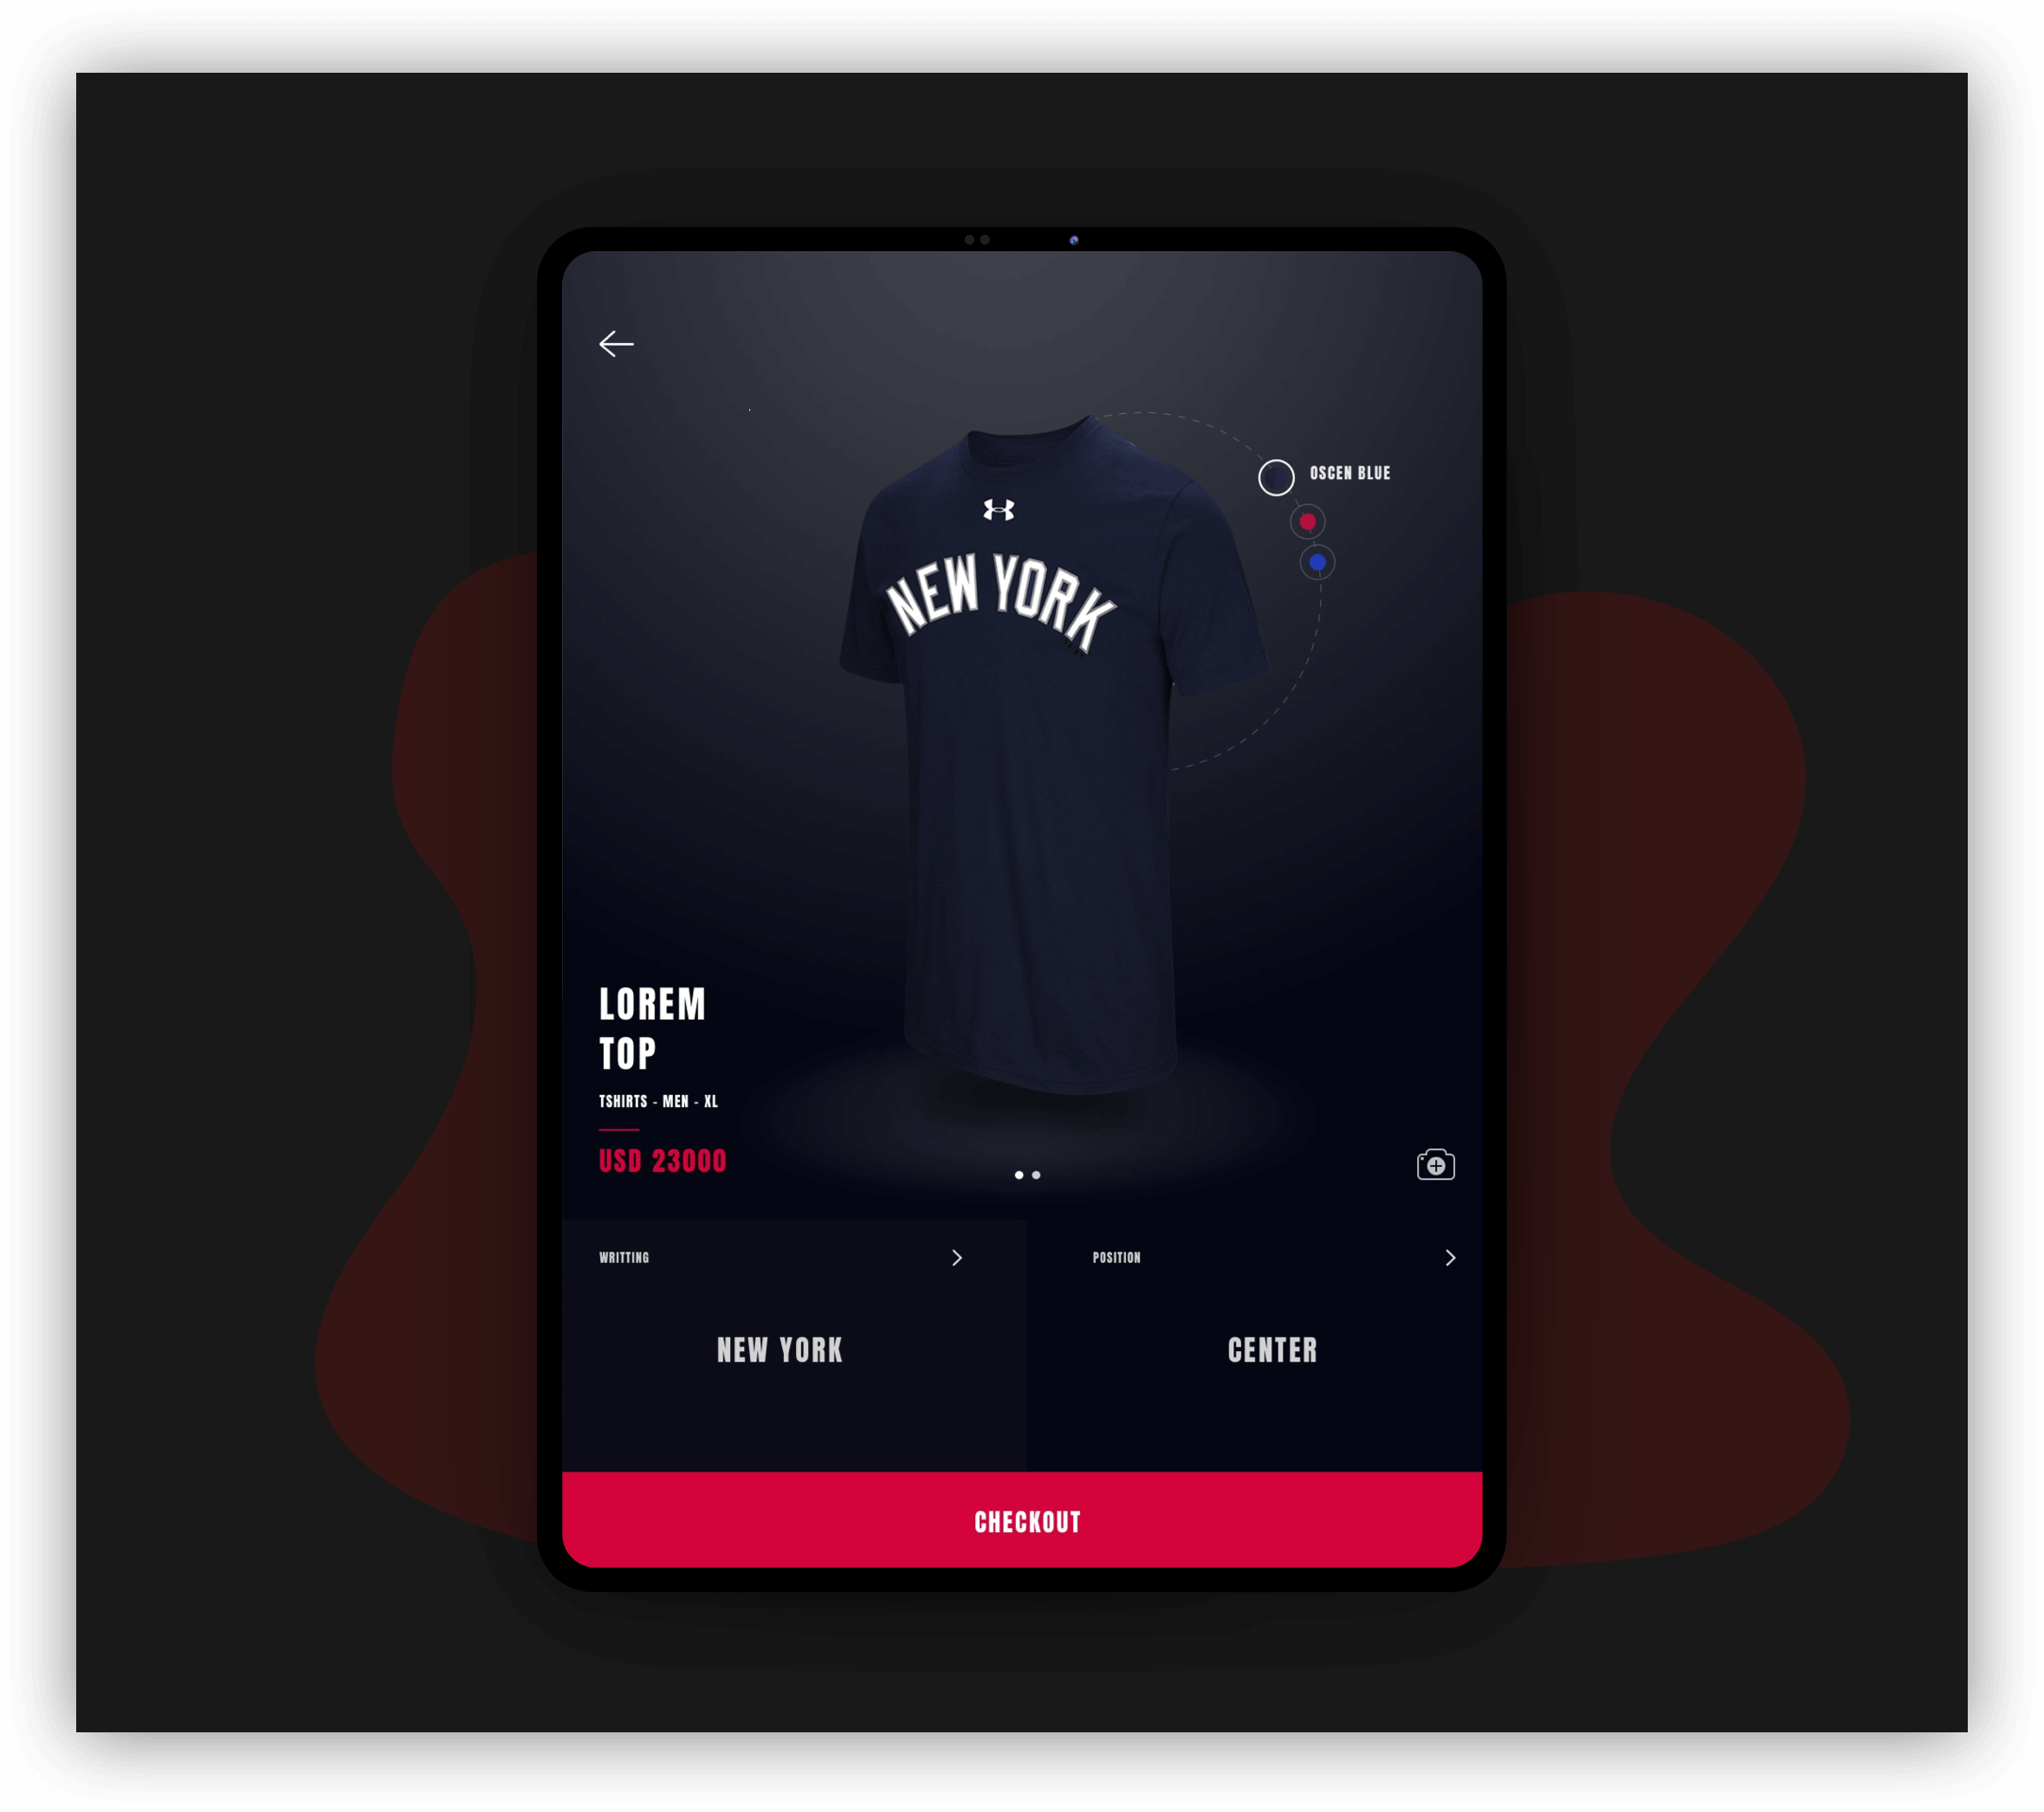 OSCEN BLUE
NEW YORK
LOREM
TOP
TSHIRTS - MEN - XL
USD 23000
WRITTING
POSITION
NEW YORK
CENTER
CHECKOUT